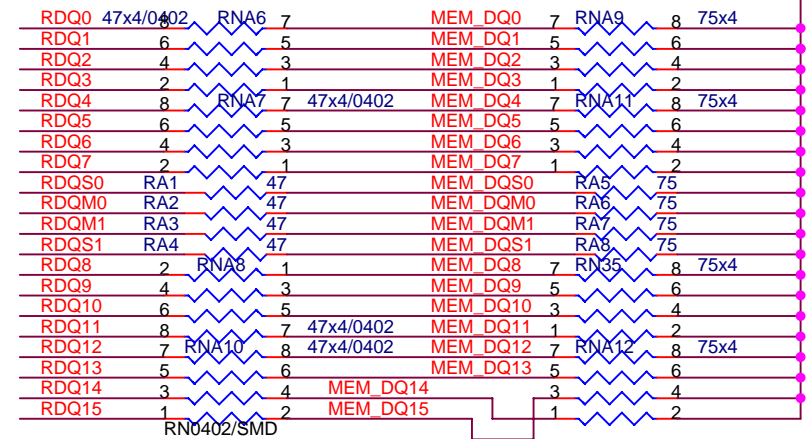 RDQ0 47x4/0402 8 RNA6 7 MEM_DQ0 7 RNA9 8 75x4
RDQ1 6 5 MEM_DQ1 5 6
RDQ2 4 3 MEM_DQ2 3 4
RDQ3 2 1 MEM_DQ3 1 2
RDQ4 8 RNA7 7 47x4/0402 MEM_DQ4 7 RNA11 8 75x4
RDQ5 6 5 MEM_DQ5 5 6
RDQ6 4 3 MEM_DQ6 3 4
RDQ7 2 1 MEM_DQ7 1 2
RDQS0 RA1 47 MEM_DQS0 RA5 75
RDQM0 RA2 47 MEM_DQM0 RA6 75
RDQM1 RA3 47 MEM_DQM1 RA7 75
RDQS1 RA4 47 MEM_DQS1 RA8 75
RDQ8 2 RNA8 1 MEM_DQ8 7 RN35 8 75x4
RDQ9 4 3 MEM_DQ9 5 6
RDQ10 6 5 MEM_DQ10 3 4
RDQ11 8 7 47x4/0402 MEM_DQ11 1 2
RDQ12 7 RNA10 8 47x4/0402 MEM_DQ12 7 RNA12 8 75x4
RDQ13 5 6 MEM_DQ13 5 6
RDQ14 3 4 MEM_DQ14 3 4
RDQ15 1 2 MEM_DQ15 1 2
RN0402/SMD